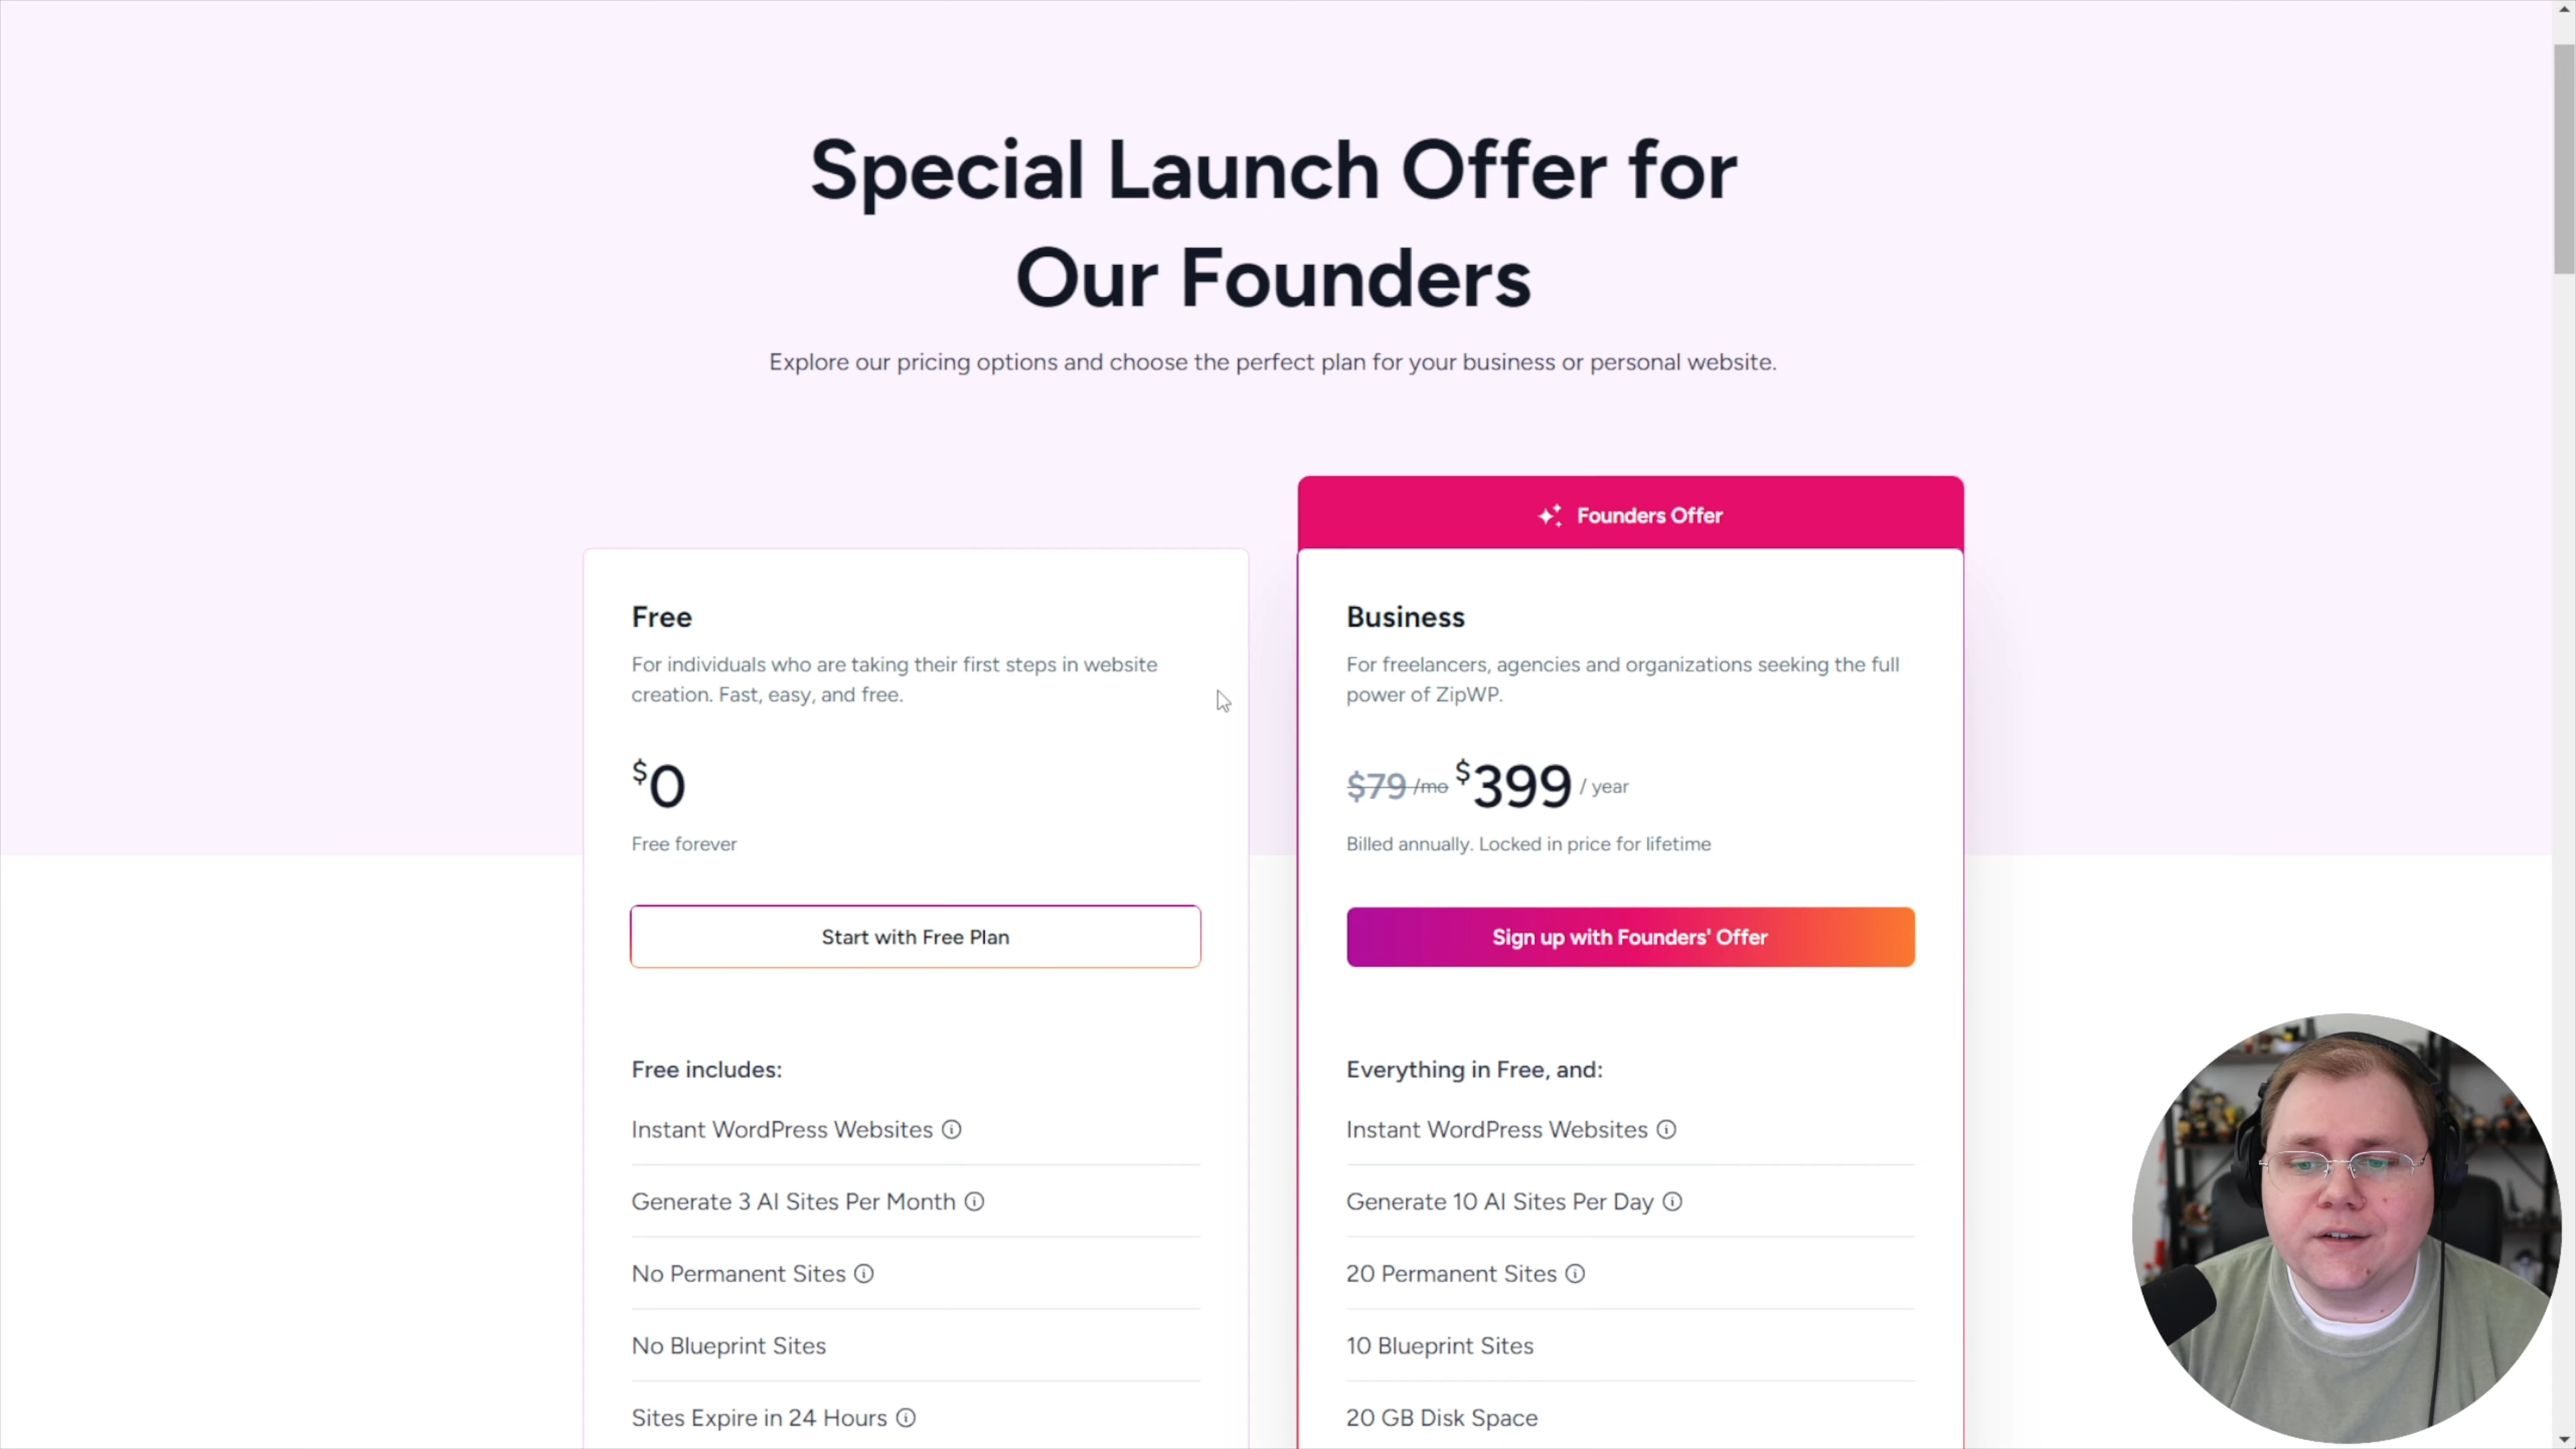 Special Launch Offer for
Our Founders
Explore our pricing options and choose the perfect plan for your business or personal website.
Free
For individuals who are taking their first steps in website
creation. Fast, easy, and free.
$0
Free forever
Start with Free Plan
Free includes:
Instant WordPress Websites
Generate 3 AI Sites Per Month
No Permanent Sites
No Blueprint Sites
Sites Expire in 24 Hours
Founders Offer
Business
For freelancers, agencies and organizations seeking the full
power of ZipWP.
$79 /mo $399 / year
Billed annually. Locked in price for lifetime
Sign up with Founders' Offer
Everything in Free, and:
Instant WordPress Websites
Generate 10 AI Sites Per Day
20 Permanent Sites
10 Blueprint Sites
20 GB Disk Space